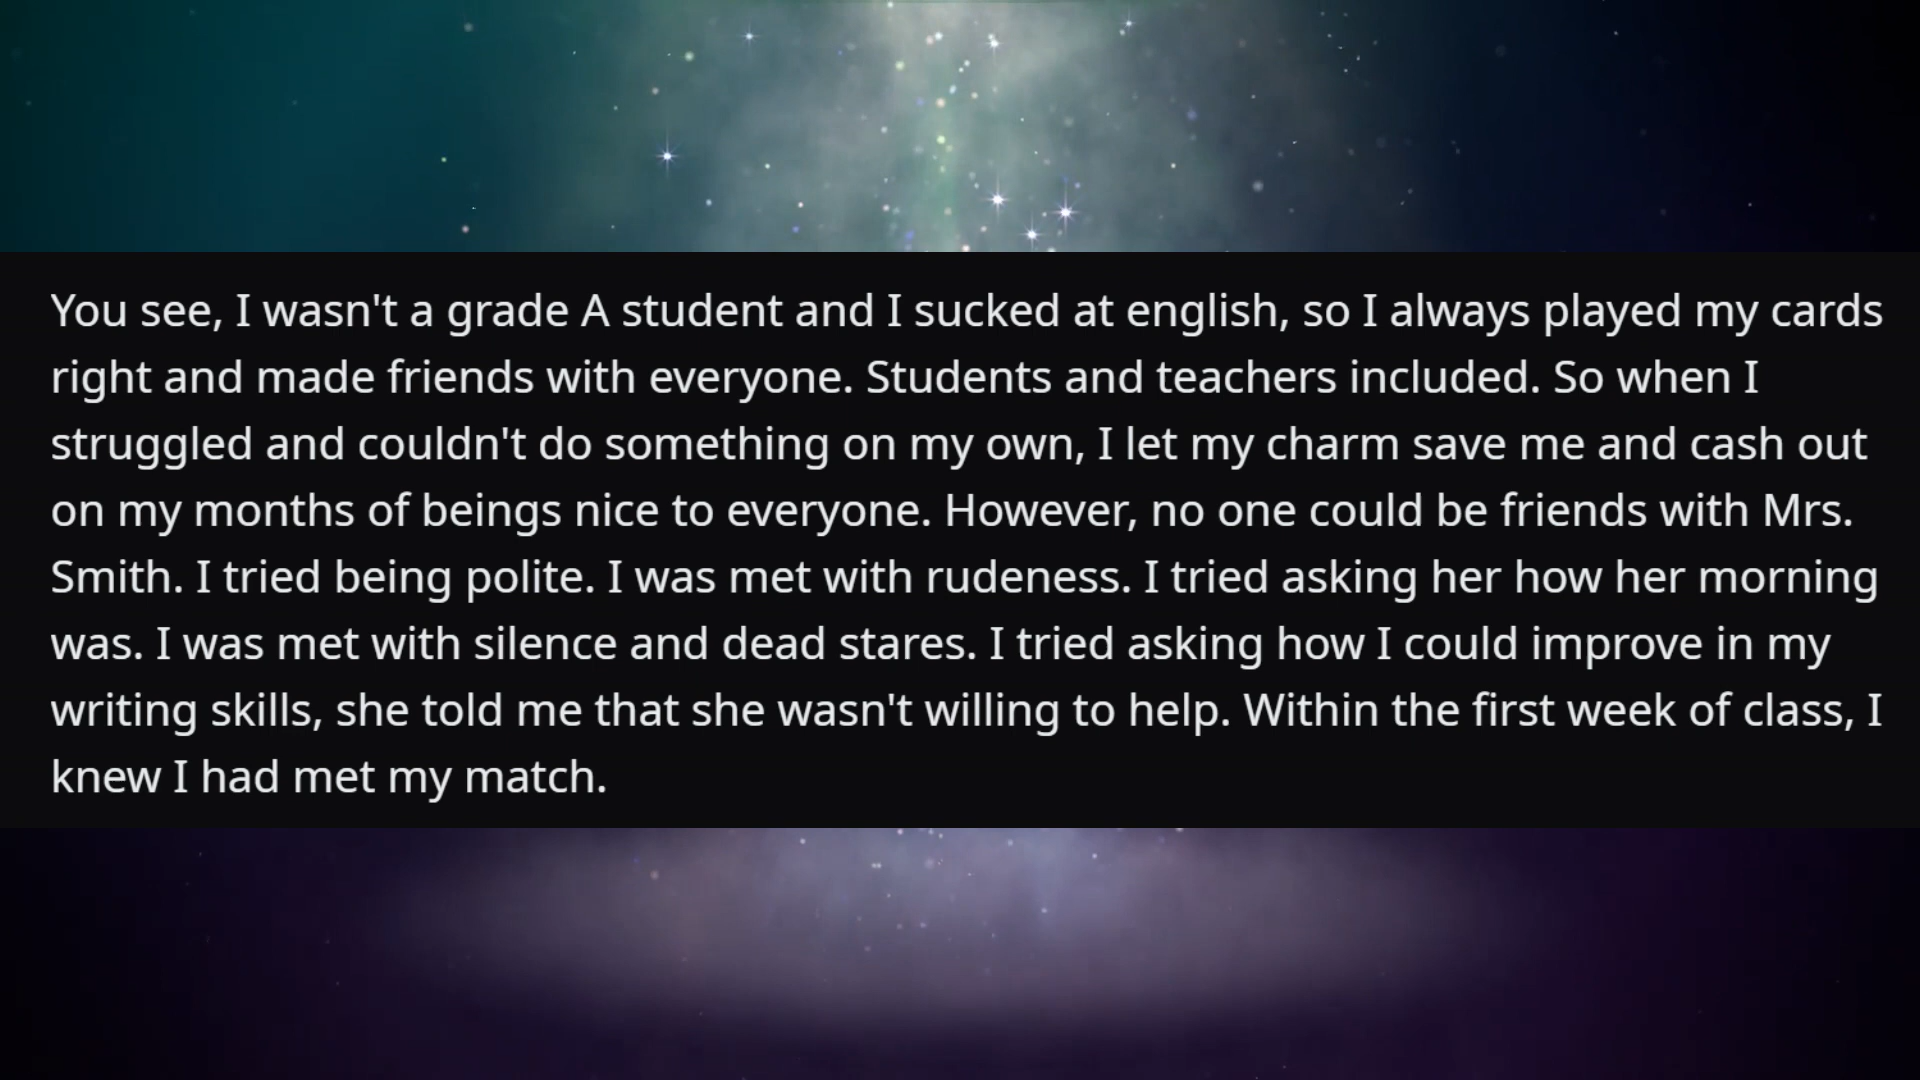 You see, I wasn't a grade A student and I sucked at english, so I always played my cards
right and made friends with everyone. Students and teachers included. So when I
struggled and couldn't do something on my own, I let my charm save me and cash out
on my months of beings nice to everyone. However, no one could be friends with Mrs.
Smith. I tried being polite. I was met with rudeness. I tried asking her how her morning
was. I was met with silence and dead stares. I tried asking how I could improve in my
writing skills, she told me that she wasn't willing to help. Within the first week of class, I
knew I had met my match.